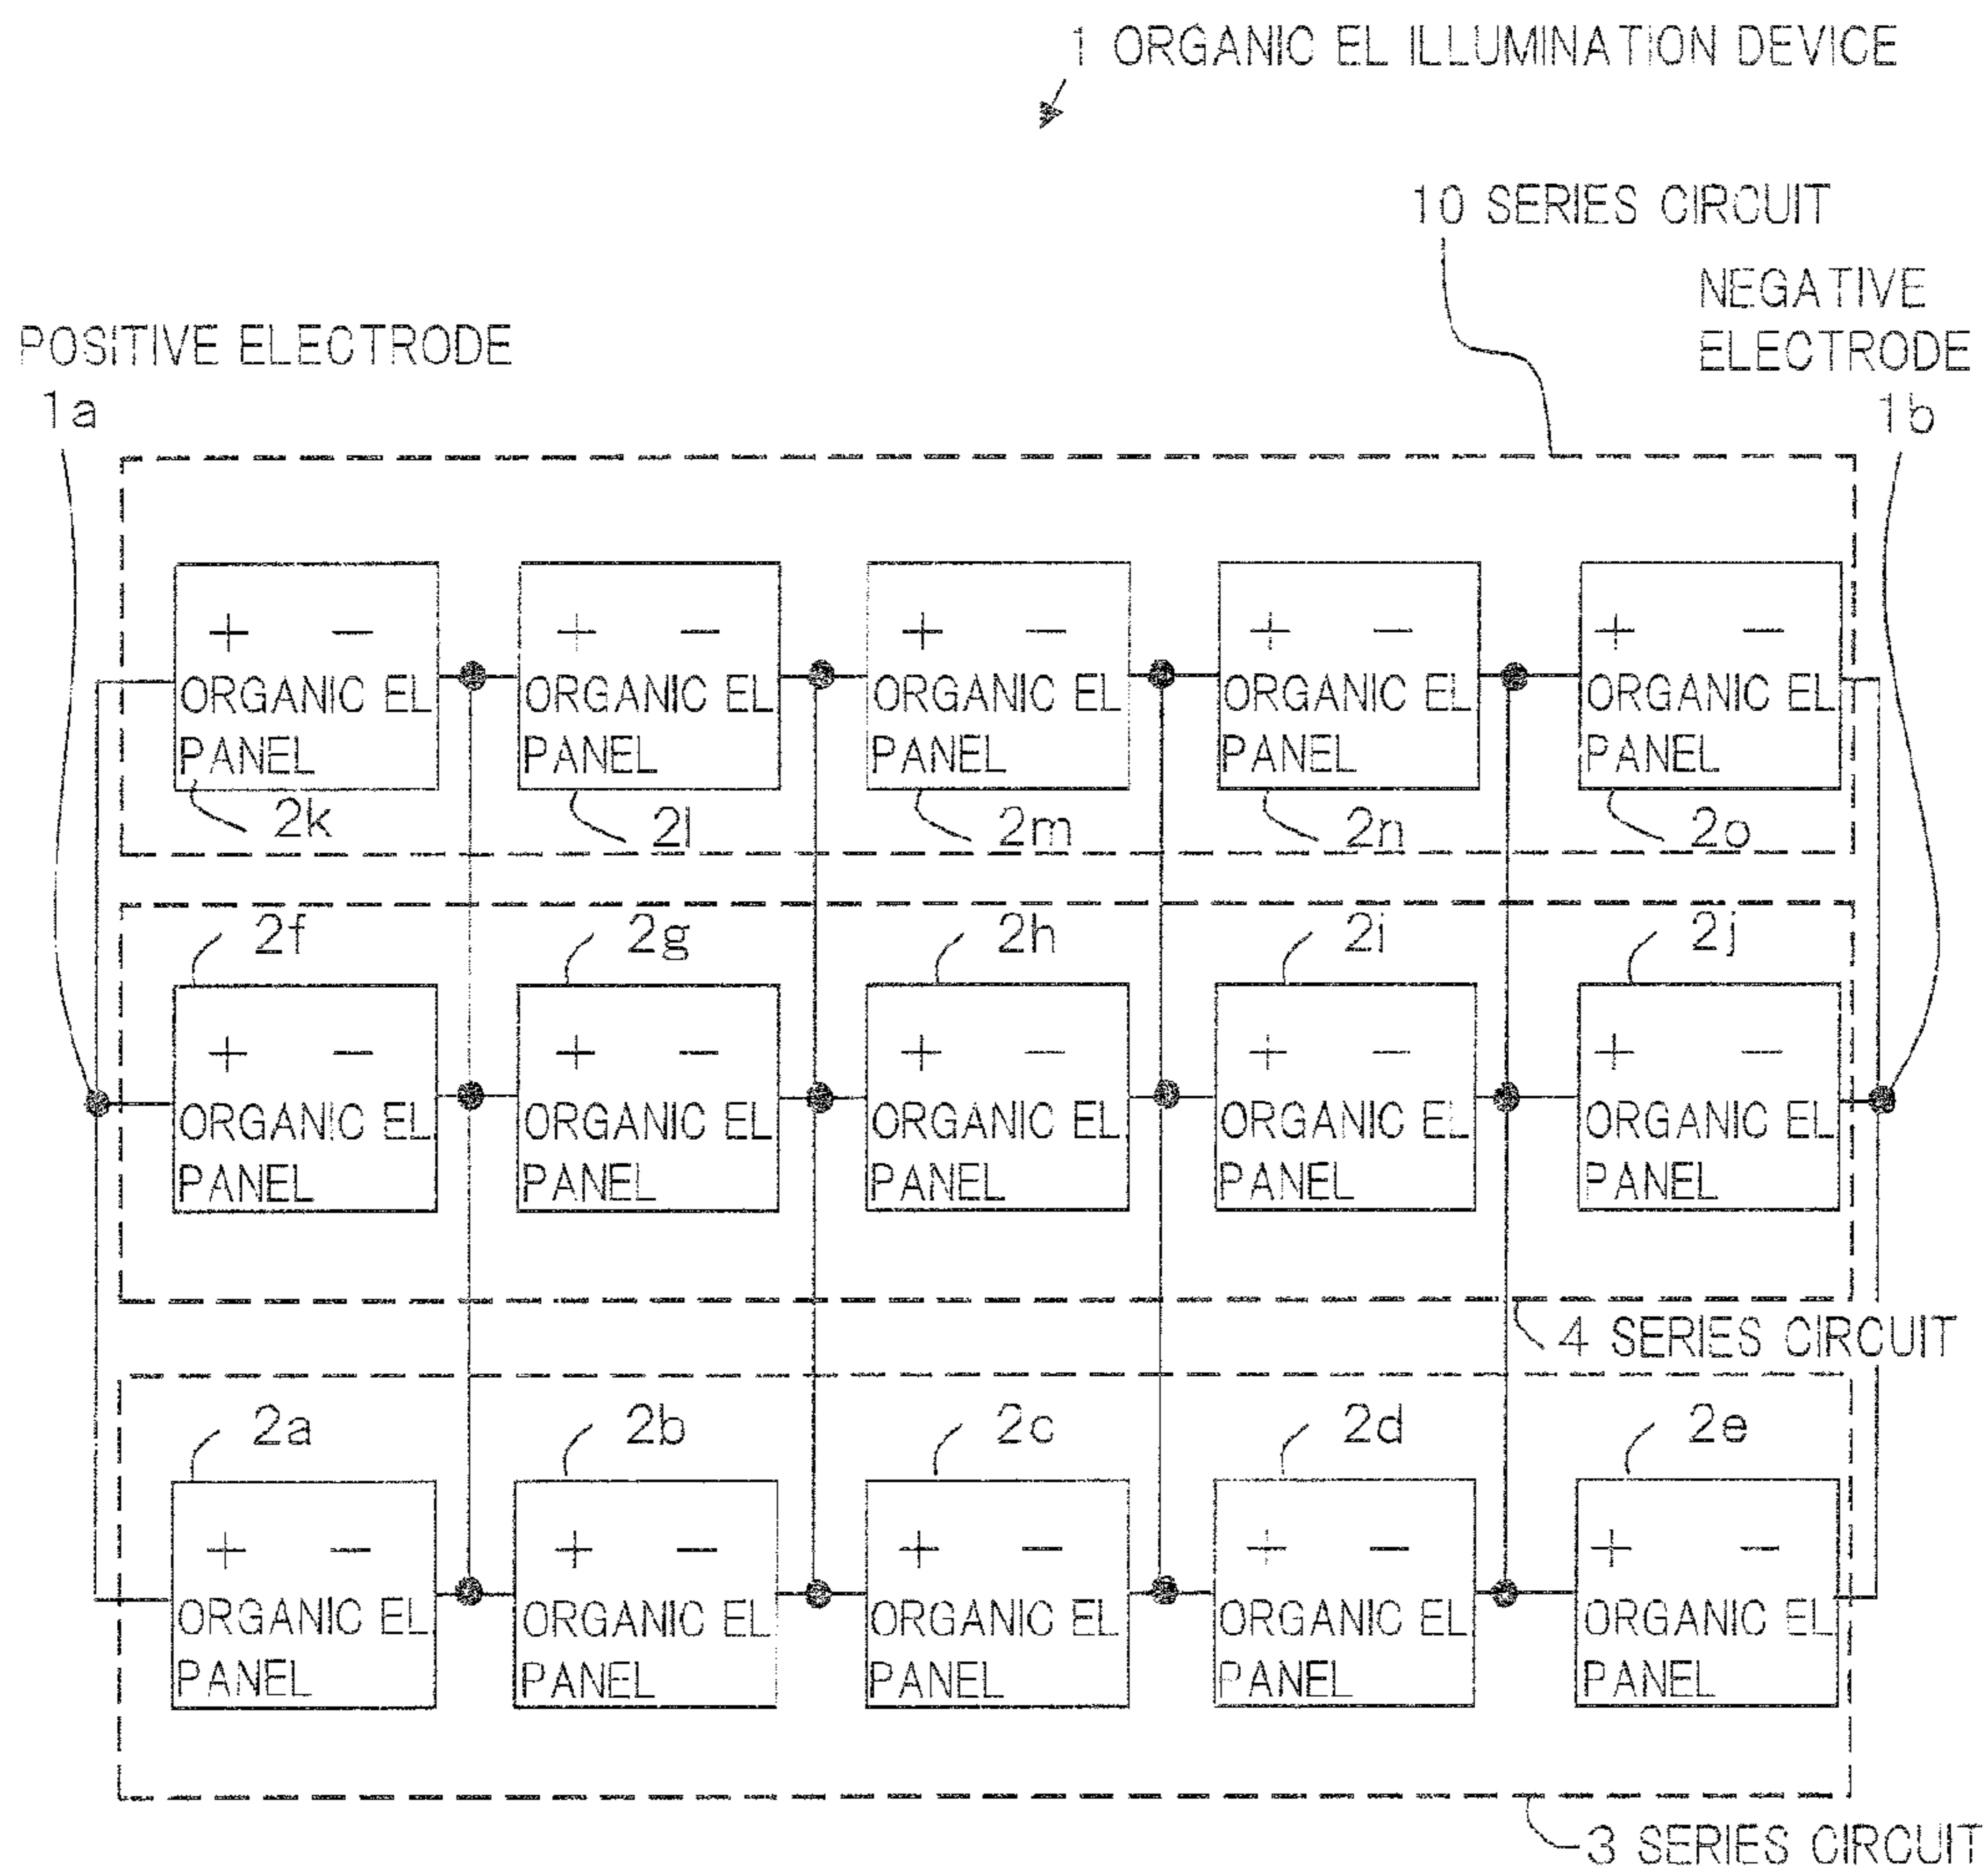 1 ORGANIC EL ILLUMINATION DEVICE
10 SERIES CIRCUIT
NEGATIVE
ELECTRODE
1b
POSITIVE ELECTRODE
1a
+ − + − + − + − + −
ORGANIC EL ORGANIC EL ORGANIC EL ORGANIC EL ORGANIC EL
PANEL PANEL PANEL PANEL PANEL
2k 2l 2m 2n 2o
2f 2g 2h 2i 2j
+ − + − + − + − + −
ORGANIC EL ORGANIC EL ORGANIC EL ORGANIC EL ORGANIC EL
PANEL PANEL PANEL PANEL PANEL
4 SERIES CIRCUIT
2a 2b 2c 2d 2e
+ − + − + − + − + −
ORGANIC EL ORGANIC EL ORGANIC EL ORGANIC EL ORGANIC EL
PANEL PANEL PANEL PANEL PANEL
3 SERIES CIRCUIT